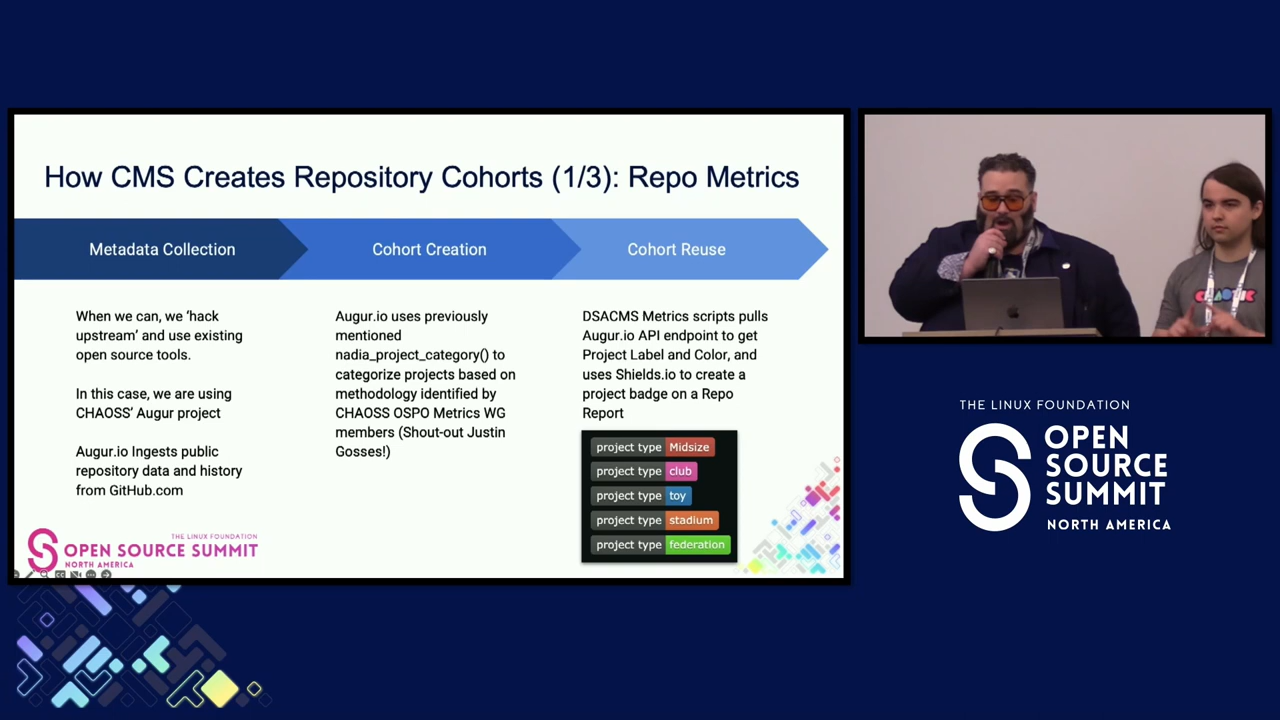 How CMS Creates Repository Cohorts (1/3): Repo Metrics
Metadata Collection
Cohort Creation
Cohort Reuse
When we can, we ‘hack
upstream’ and use existing
open source tools.
In this case, we are using
CHAOSS’ Augur project
Augur.io Ingests public
repository data and history
from GitHub.com
Augur.io uses previously
mentioned
nadia_project_category() to
categorize projects based on
methodology identified by
CHAOSS OSPO Metrics WG
members (Shout-out Justin
Gosses!)
DSACMS Metrics scripts pulls
Augur.io API endpoint to get
Project Label and Color, and
uses Shields.io to create a
project badge on a Repo
Report
project type Midsize
project type club
project type toy
project type stadium
project type federation
THE LINUX FOUNDATION
OPEN SOURCE SUMMIT
NORTH AMERICA
CHAOTIC
THE LINUX FOUNDATION
OPEN
SOURCE
SUMMIT
NORTH AMERICA